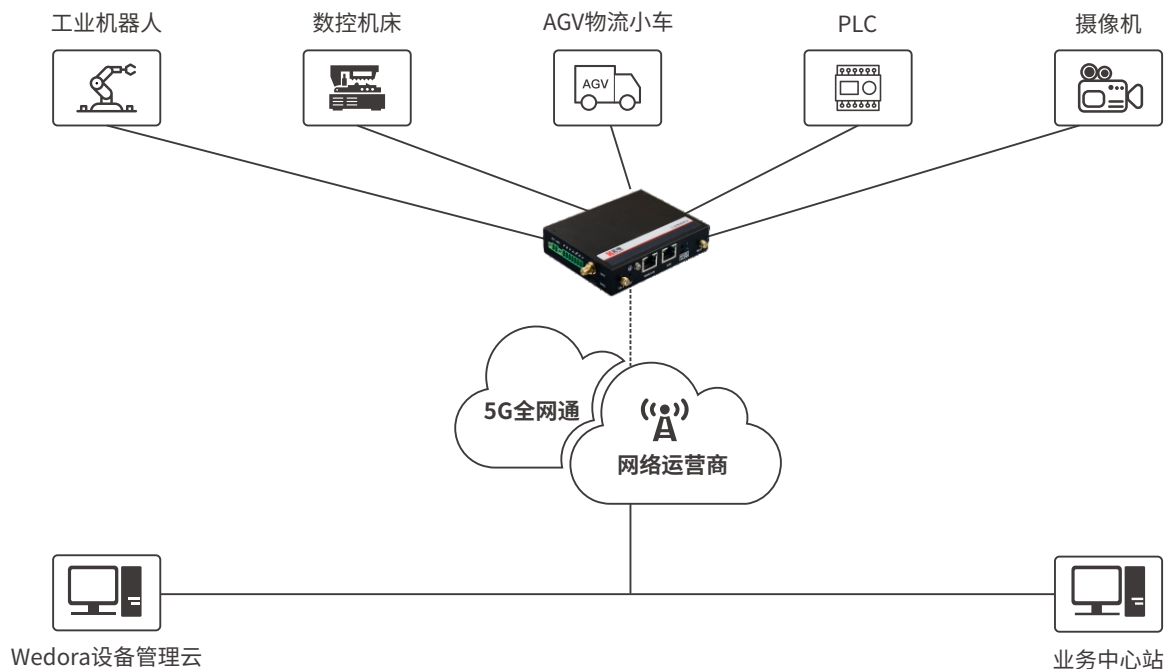 工业机器人
数控机床
AGV物流小车
PLC
摄像机
AGV
5G全网通
网络运营商
Wedora设备管理云
业务中心站